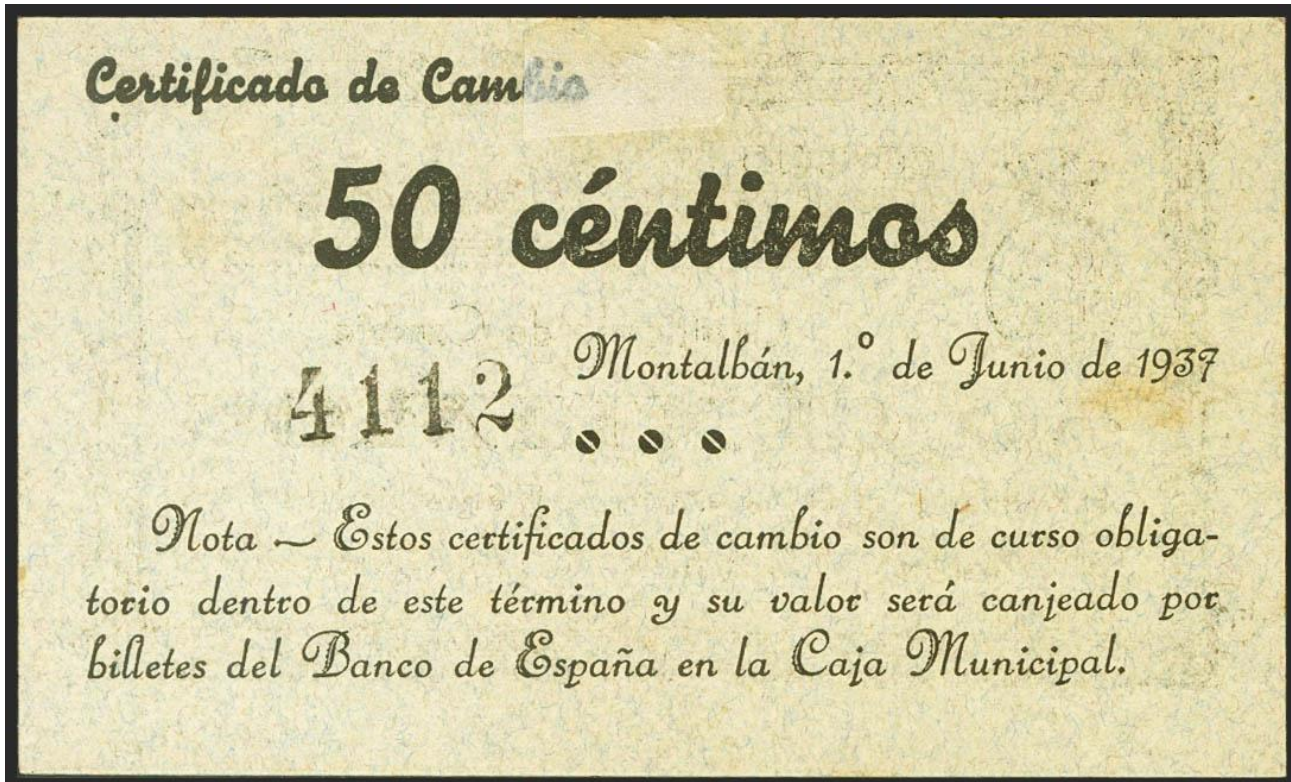 Certificado de Cambio
50 céntimos
Montalbán, 1.º de Junio de 1937
4112
Nota — Estos certificados de cambio son de curso obliga-
torio dentro de este término y su valor será canjeado por
billetes del Banco de España en la Caja Municipal.